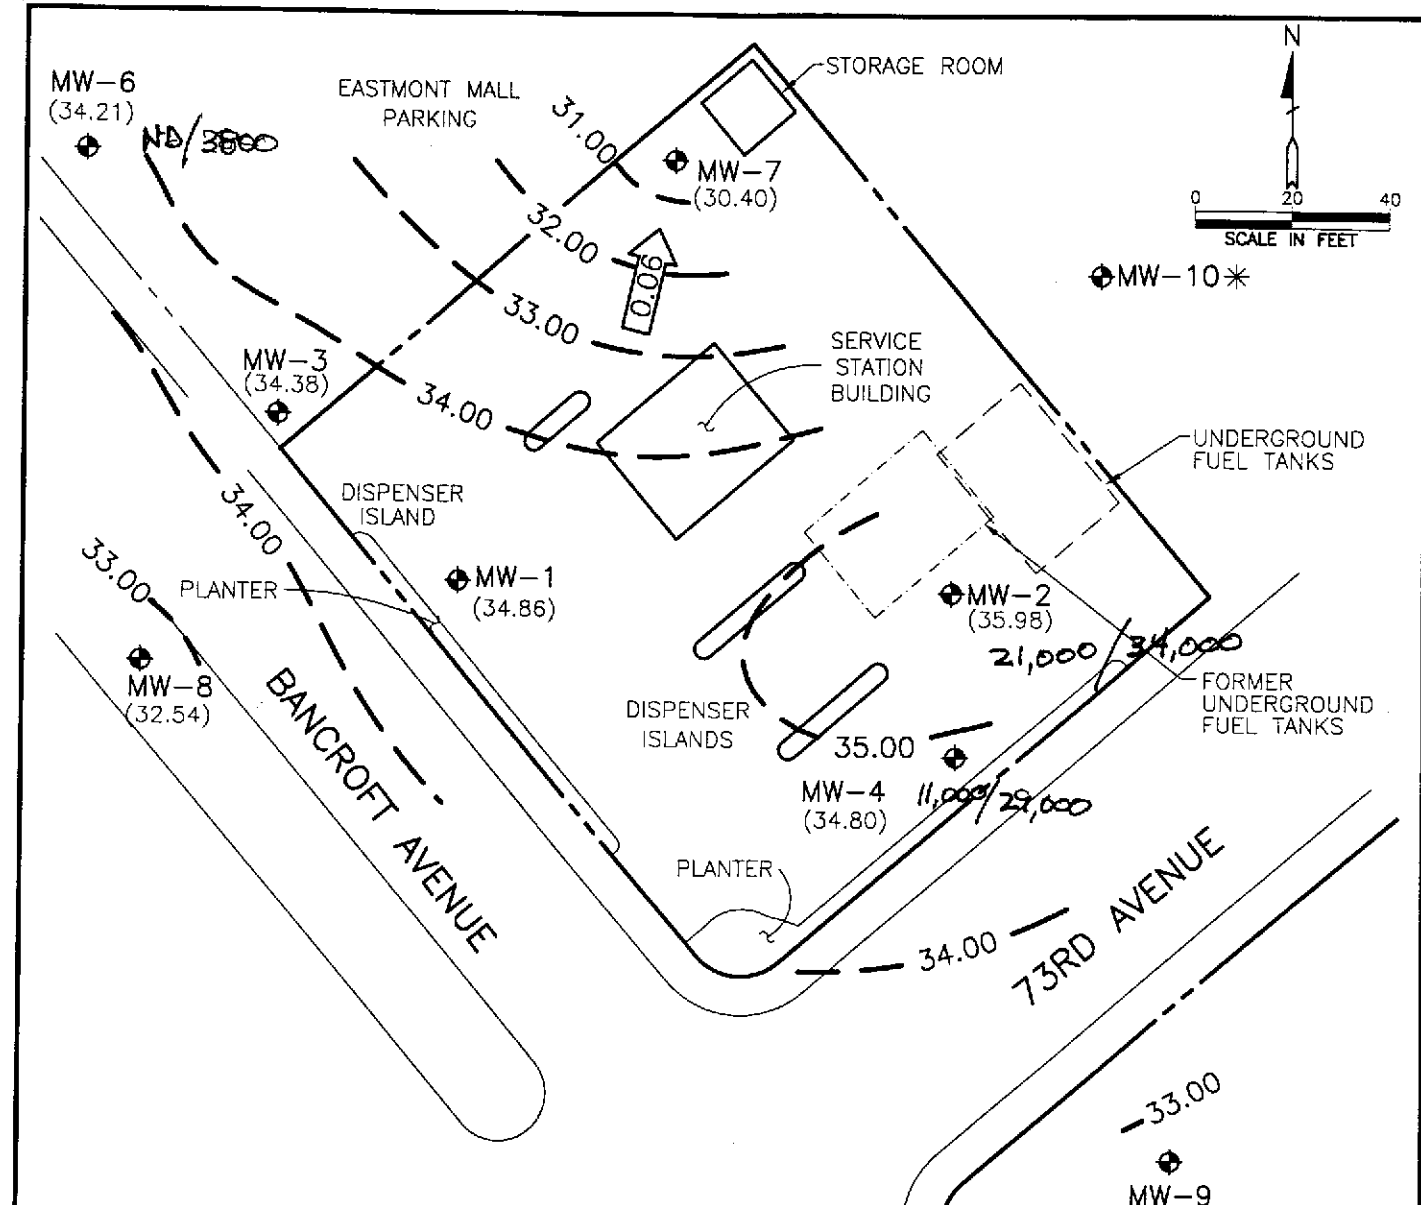 MW-6
(34.21)
ND/3800
EASTMONT MALL
PARKING
31.00
STORAGE ROOM
N
MW-7
(30.40)
0 20 40
SCALE IN FEET
32.00
0.06
MW-10*
33.00
SERVICE
STATION
BUILDING
MW-3
(34.38)
34.00
UNDERGROUND
FUEL TANKS
DISPENSER
ISLAND
34.00
33.00
PLANTER
MW-1
(34.86)
MW-2
(35.98)
21,000/34,000
MW-8
(32.54)
BANCROFT AVENUE
DISPENSER
ISLANDS
FORMER
UNDERGROUND
FUEL TANKS
35.00
MW-4
(34.80)
11,000/29,000
PLANTER
34.00
73RD AVENUE
33.00
MW-9